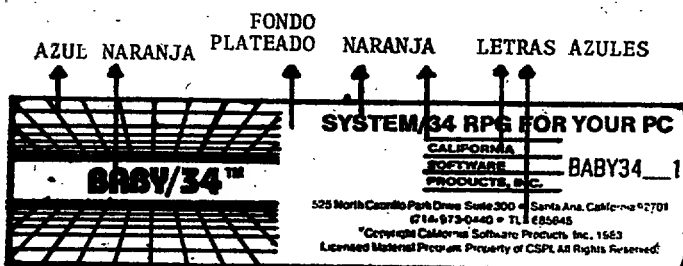 FONDO
AZUL NARANJA PLATEADO NARANJA LETRAS AZULES
SYSTEM/34 RPG FOR YOUR PC
CALIFORNIA
SOFTWARE
PRODUCTS, INC.
BABY34__1
BABY/34™
525 North Cabrillo Park Drive Suite 300 • Santa Ana, California 92701
(714) 973-0440 • TLX 685645
©Copyright California Software Products Inc., 1983
Licensed Material Program Property of CSPI, All Rights Reserved.